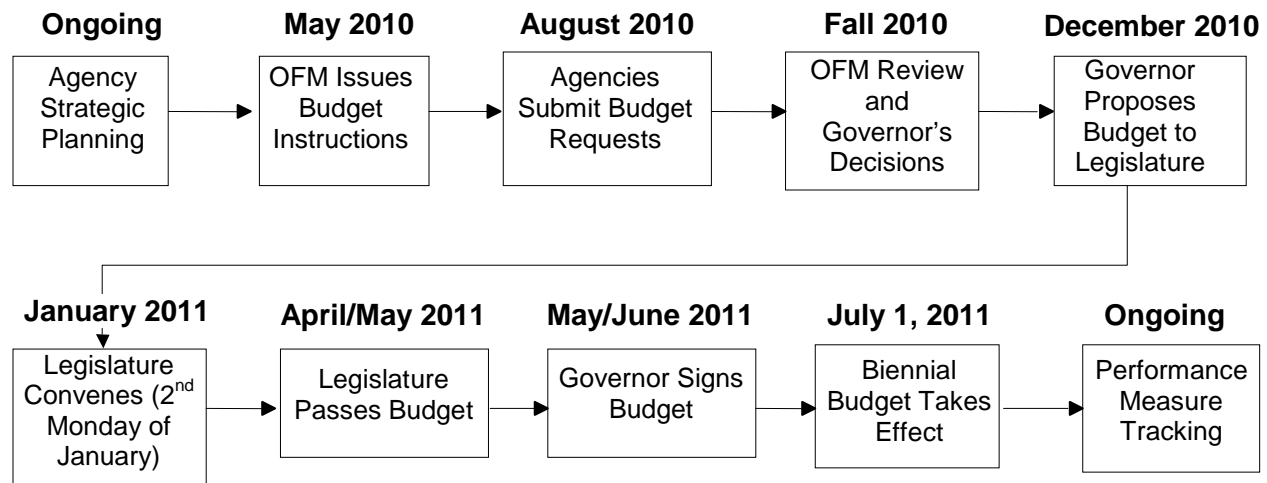 Ongoing
May 2010
August 2010
Fall 2010
December 2010
Agency
Strategic
Planning
OFM Issues
Budget
Instructions
Agencies
Submit Budget
Requests
OFM Review
and
Governor's
Decisions
Governor
Proposes
Budget to
Legislature
January 2011
April/May 2011
May/June 2011
July 1, 2011
Ongoing
Legislature
Convenes (2nd
Monday of
January)
Legislature
Passes Budget
Governor Signs
Budget
Biennial
Budget Takes
Effect
Performance
Measure
Tracking